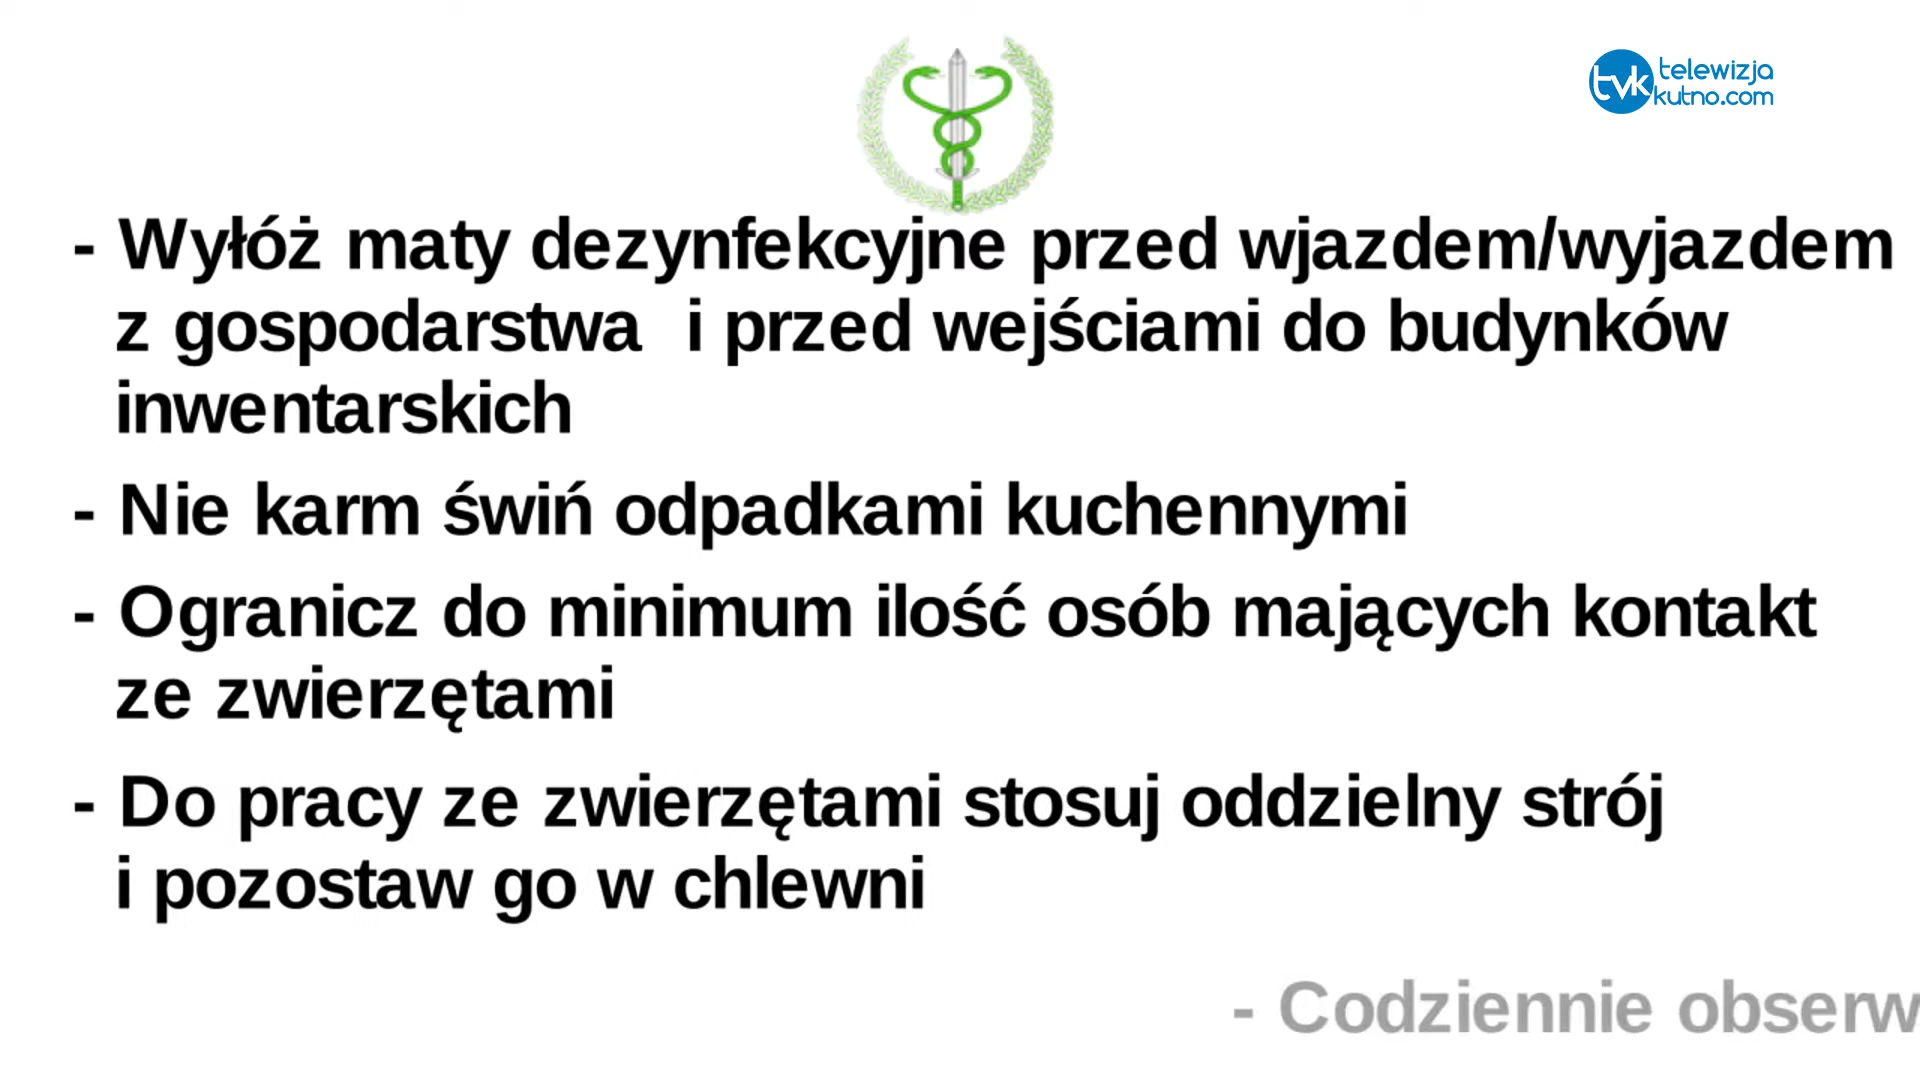 tvk telewizja
kutno.com
- Wyłóż maty dezynfekcyjne przed wjazdem/wyjazdem
z gospodarstwa  i przed wejściami do budynków
inwentarskich
- Nie karm świń odpadkami kuchennymi
- Ogranicz do minimum ilość osób mających kontakt
ze zwierzętami
- Do pracy ze zwierzętami stosuj oddzielny strój
i pozostaw go w chlewni
- Codziennie obserw